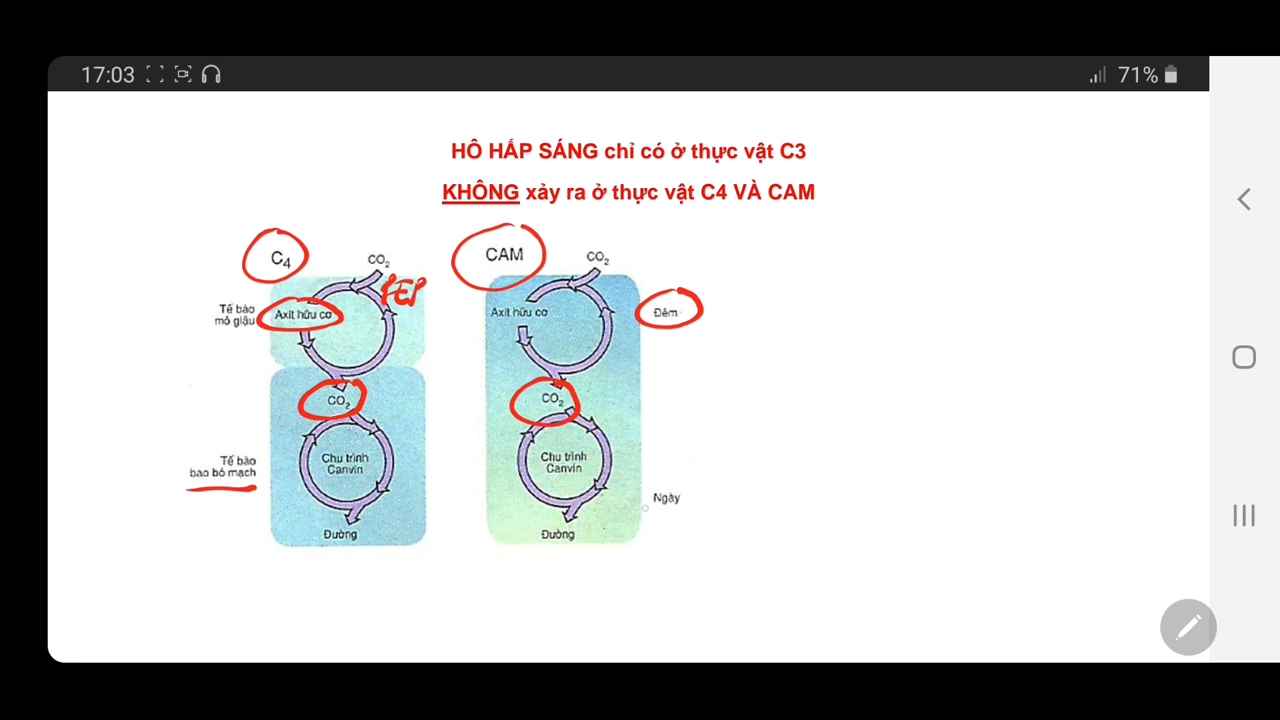 17:03
71%
HÔ HẤP SÁNG chỉ có ở thực vật C3
KHÔNG xảy ra ở thực vật C4 VÀ CAM
C4
CO2
PEP
Tế bào
mô giậu
Axit hữu cơ
CO2
Tế bào
bao bó mạch
Chu trình
Canvin
Đường
CAM
CO2
Axit hữu cơ
Đêm
CO2
Chu trình
Canvin
Ngày
Đường